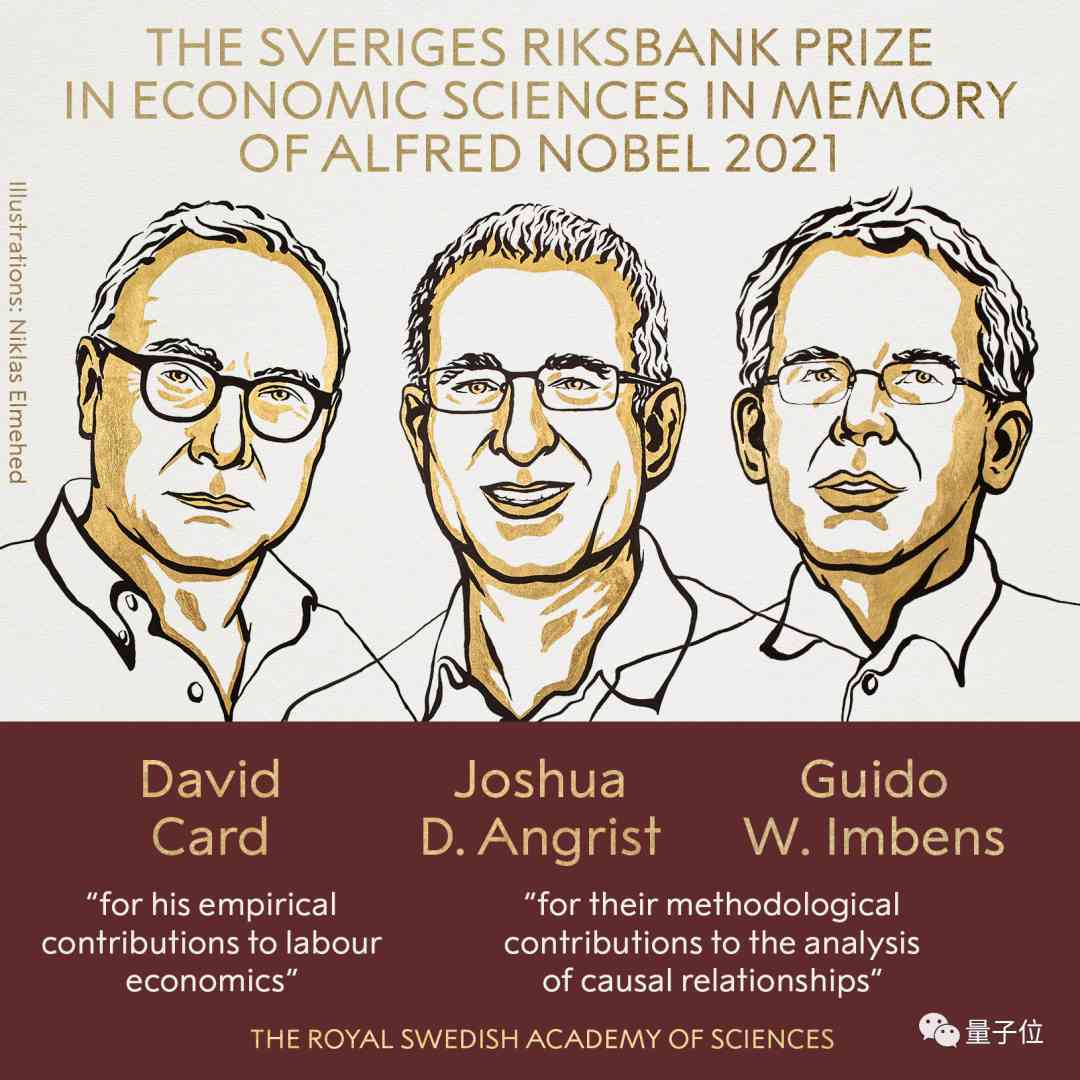 THE SVERIGES RIKSBANK PRIZE
IN ECONOMIC SCIENCES IN MEMORY
OF ALFRED NOBEL 2021
Illustrations: Niklas Elmehed
David
Card
Joshua
D. Angrist
Guido
W. Imbens
“for his empirical
contributions to labour
economics”
“for their methodological
contributions to the analysis
of causal relationships”
THE ROYAL SWEDISH ACADEMY OF SCIENCES
量子位